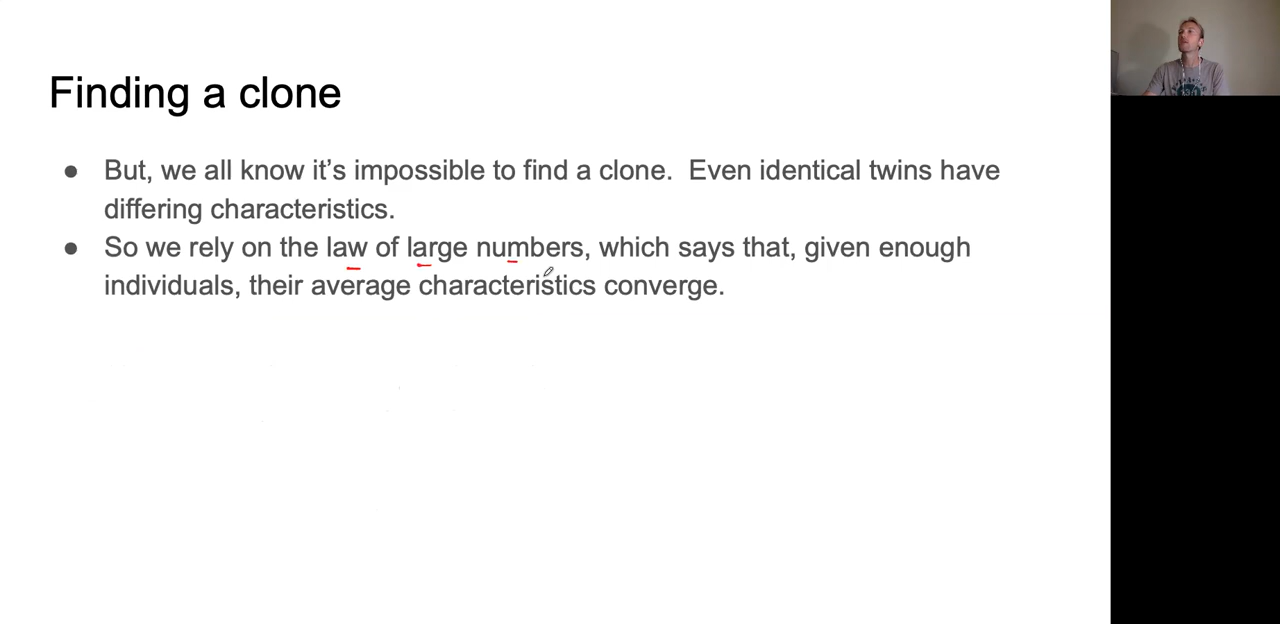 Finding a clone
● But, we all know it's impossible to find a clone.  Even identical twins have
differing characteristics.
● So we rely on the law of large numbers, which says that, given enough
individuals, their average characteristics converge.